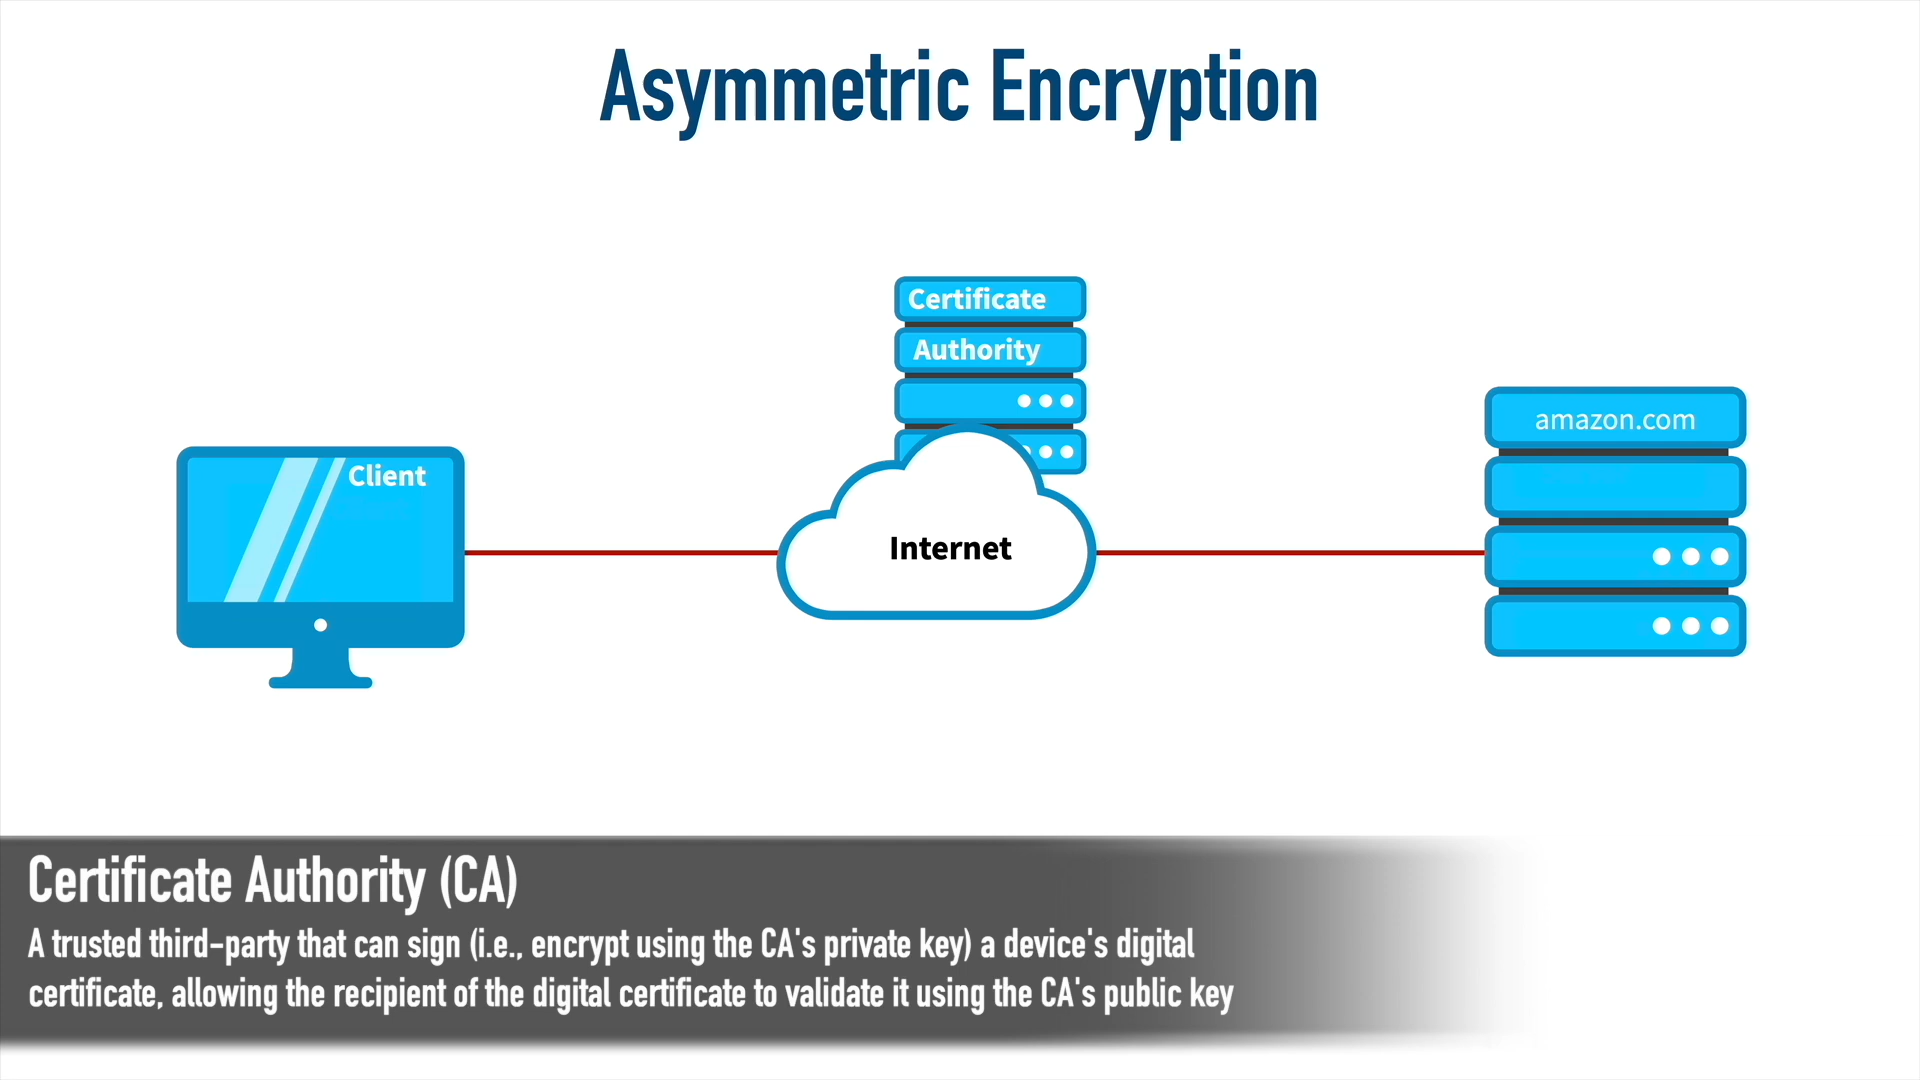 Asymmetric Encryption
Certificate
Authority
amazon.com
Client
Internet
Certificate Authority (CA)
A trusted third-party that can sign (i.e., encrypt using the CA's private key) a device's digital
certificate, allowing the recipient of the digital certificate to validate it using the CA's public key